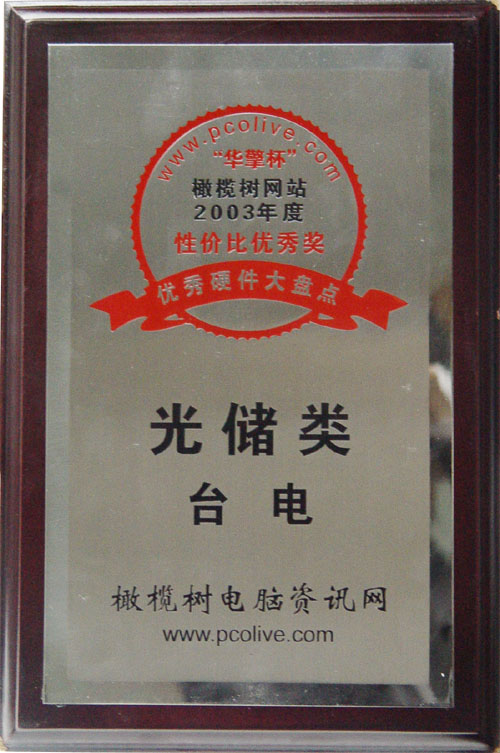 www.pcolive.com
“华擎杯”
橄榄树网站
2003年度
性价比优秀奖
优秀硬件大盘点
光储类
台电
橄榄树电脑资讯网
www.pcolive.com